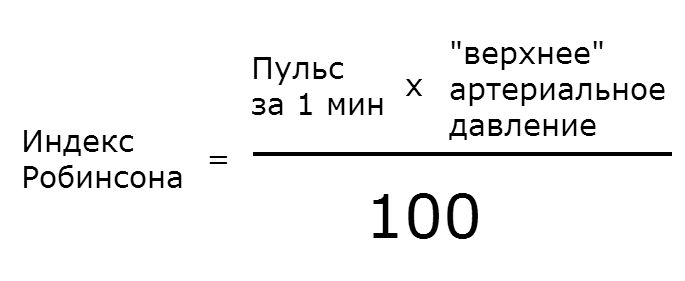 Индекс
Робинсона
=
Пульс
за 1 мин
х
"верхнее"
артериальное
давление
100